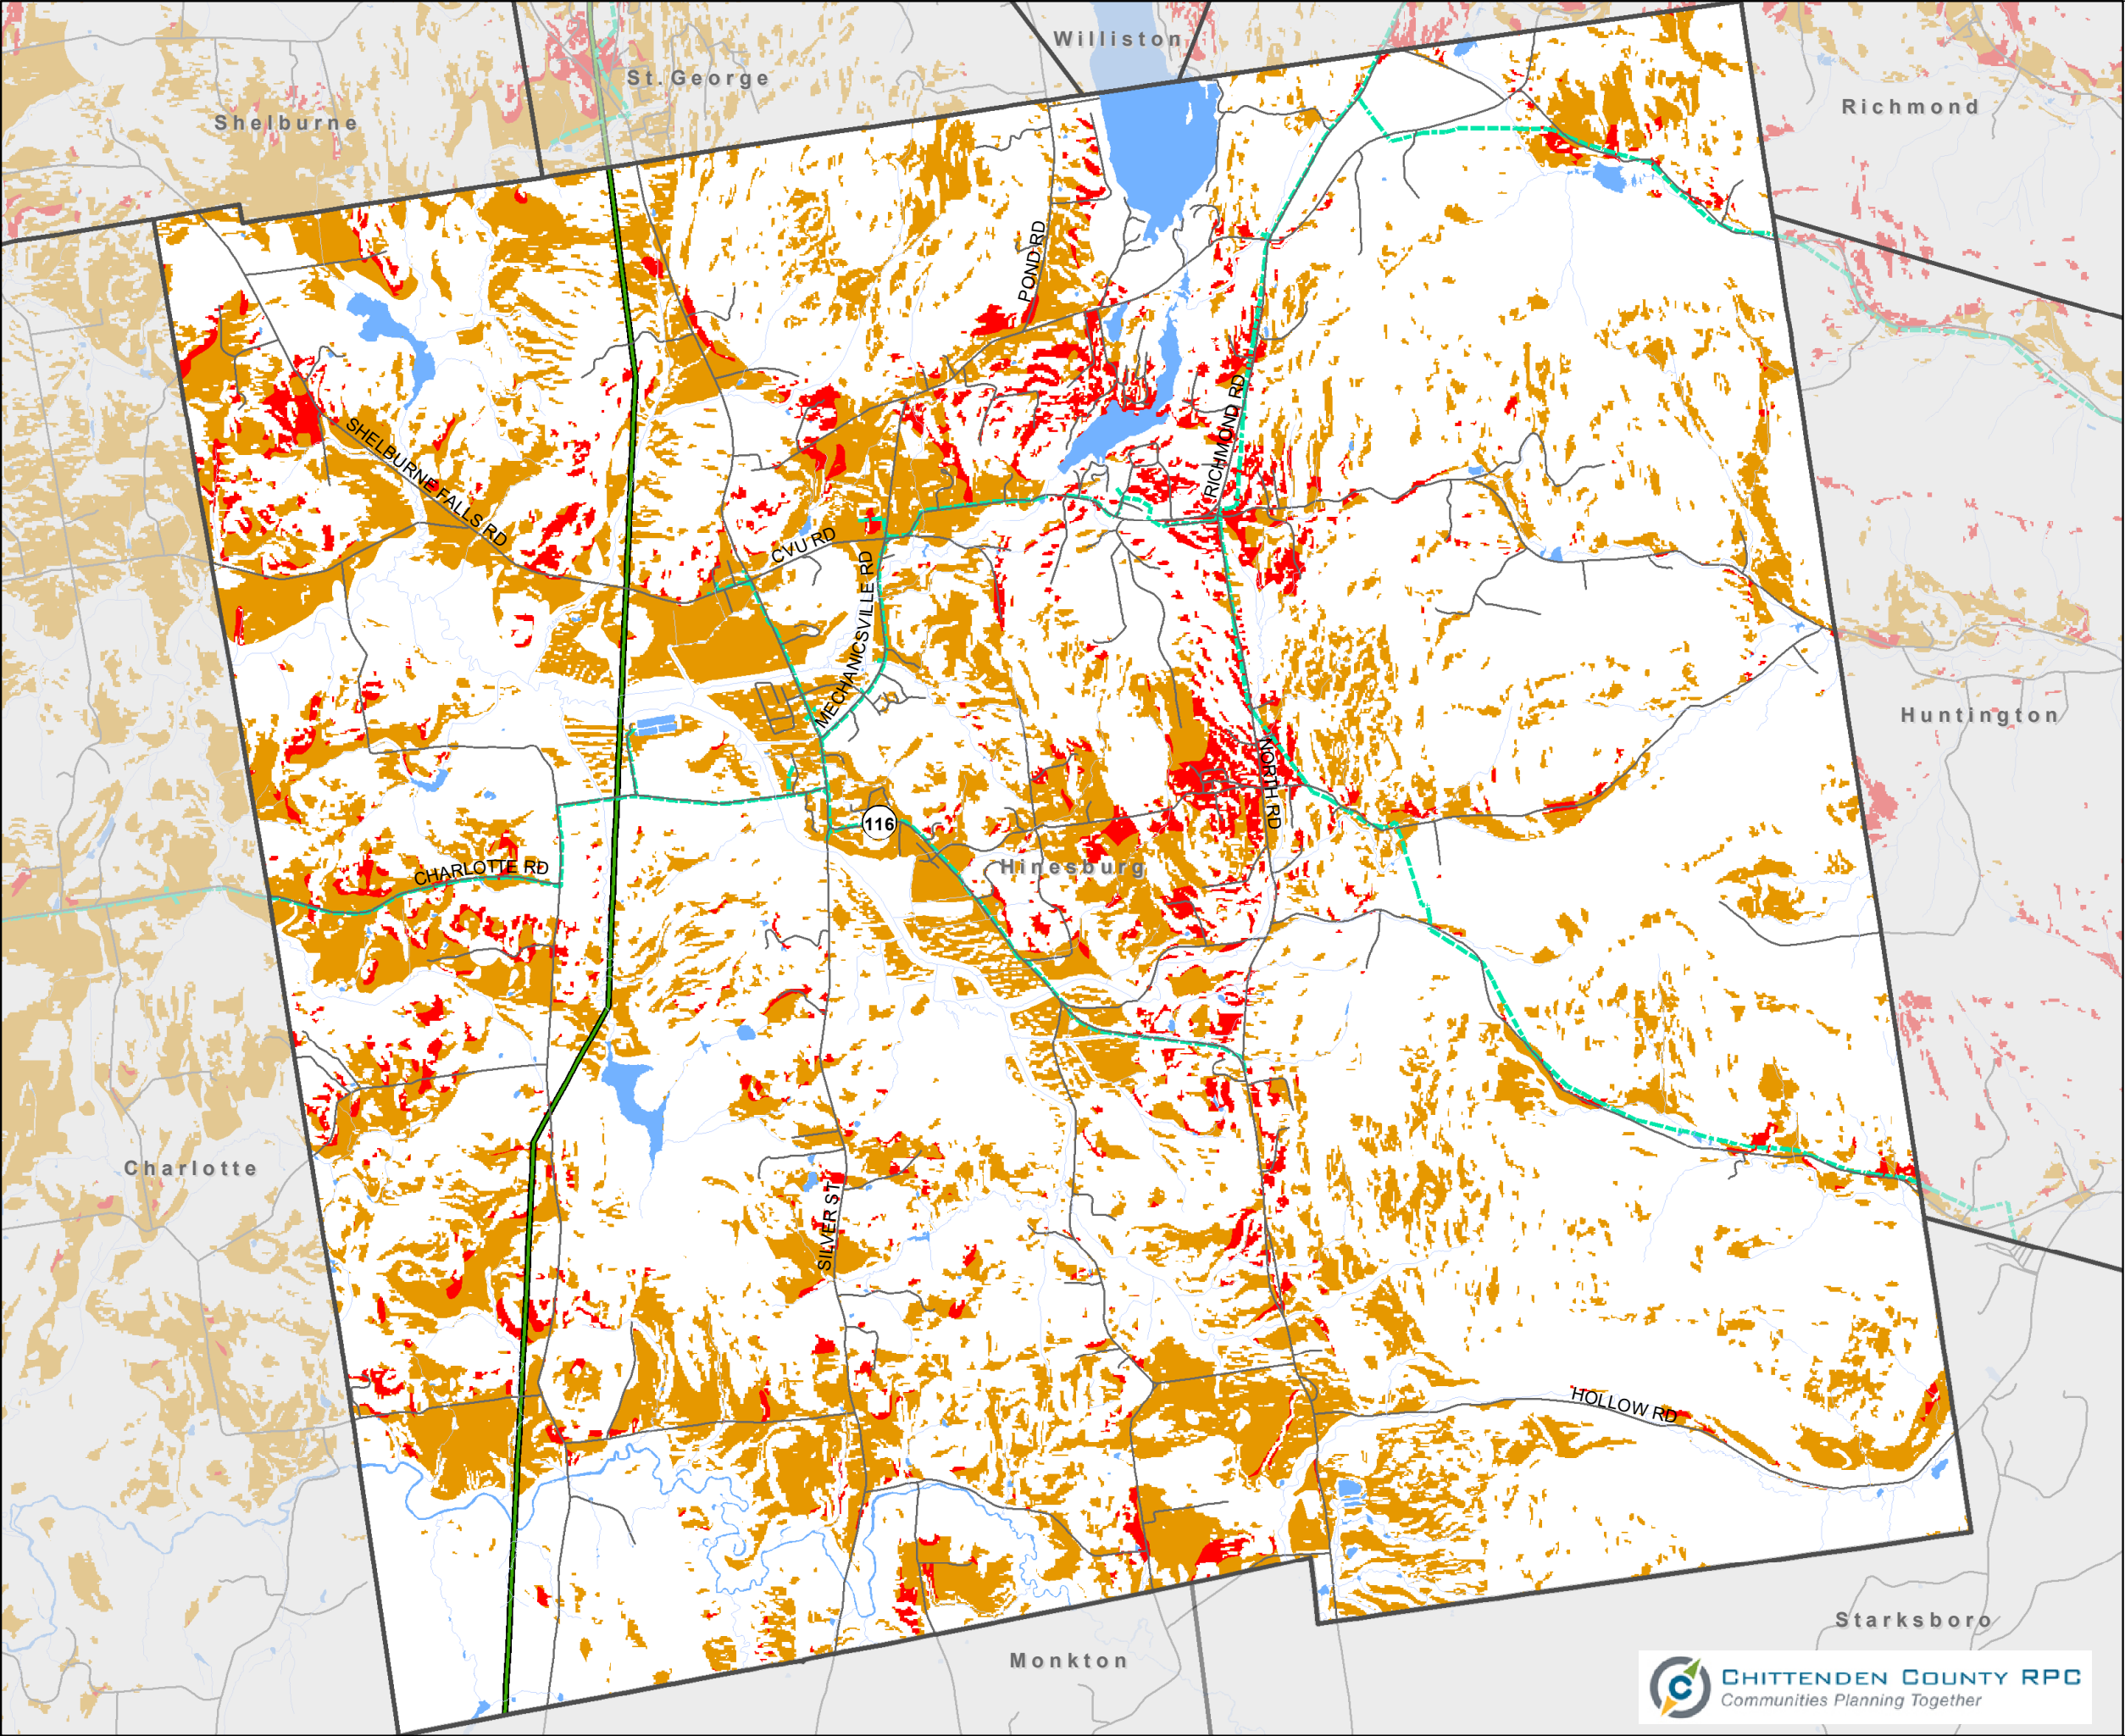 Williston
St.George
Richmond
Shelburne
POND RD
RICHMOND RD
SHELBURNE FALLS RD
CVU RD
MECHANICSVILLE RD
Huntington
NORTH RD
116
Hinesburg
CHARLOTTE RD
Charlotte
SILVER ST
HOLLOW RD
Starksboro
Monkton
C
CHITTENDEN COUNTY RPC
Communities Planning Together